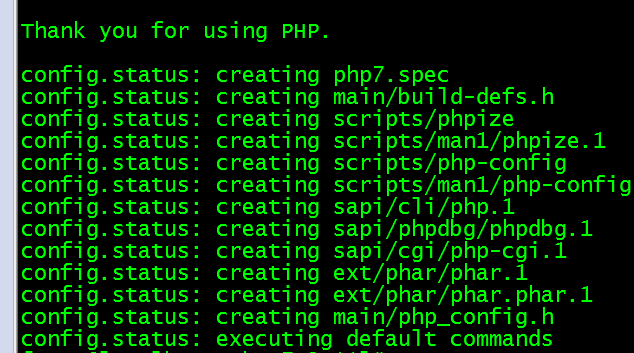 Thank you for using PHP.
config.status: creating php7.spec
config.status: creating main/build-defs.h
config.status: creating scripts/phpize
config.status: creating scripts/man1/phpize.1
config.status: creating scripts/php-config
config.status: creating scripts/man1/php-config
config.status: creating sapi/cli/php.1
config.status: creating sapi/phpdbg/phpdbg.1
config.status: creating sapi/cgi/php-cgi.1
config.status: creating ext/phar/phar.1
config.status: creating ext/phar/phar.phar.1
config.status: creating main/php_config.h
config.status: executing default commands